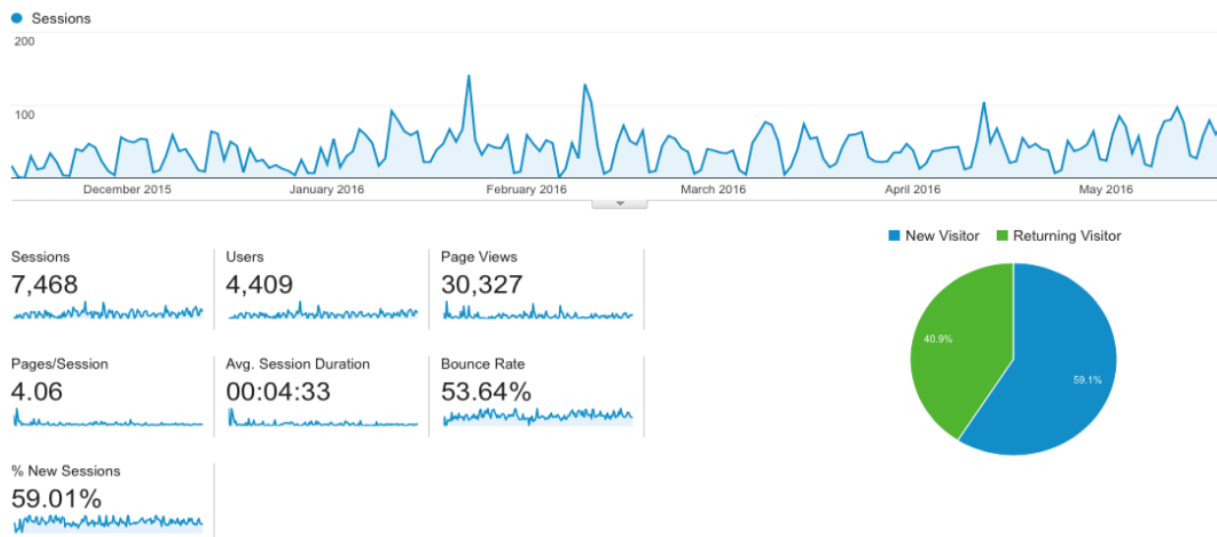 Sessions
200
100
December 2015 January 2016 February 2016 March 2016 April 2016 May 2016
New Visitor Returning Visitor
Sessions Users Page Views
7,468 4,409 30,327
Pages/Session Avg. Session Duration Bounce Rate
4.06 00:04:33 53.64%
% New Sessions
59.01%
40.9%
59.1%